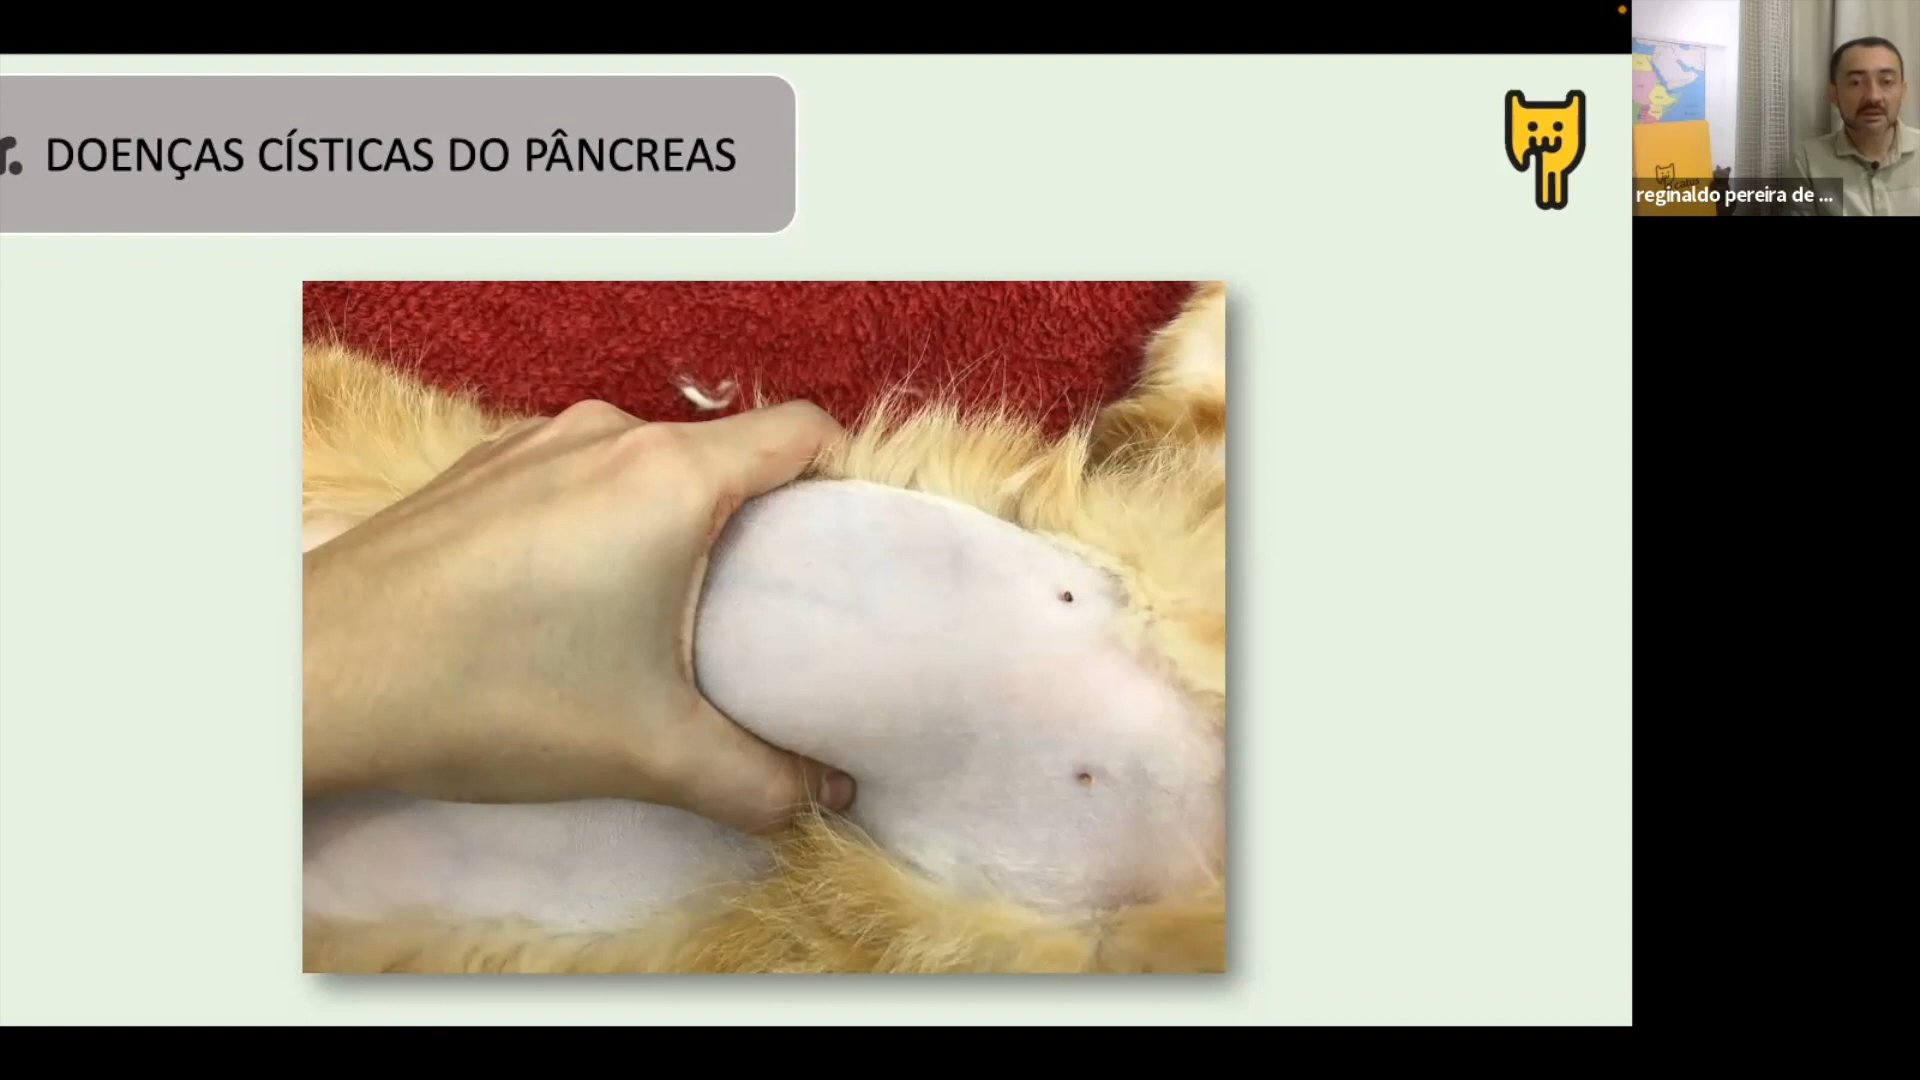 r. DOENÇAS CÍSTICAS DO PÂNCREAS
reginaldo pereira de ...